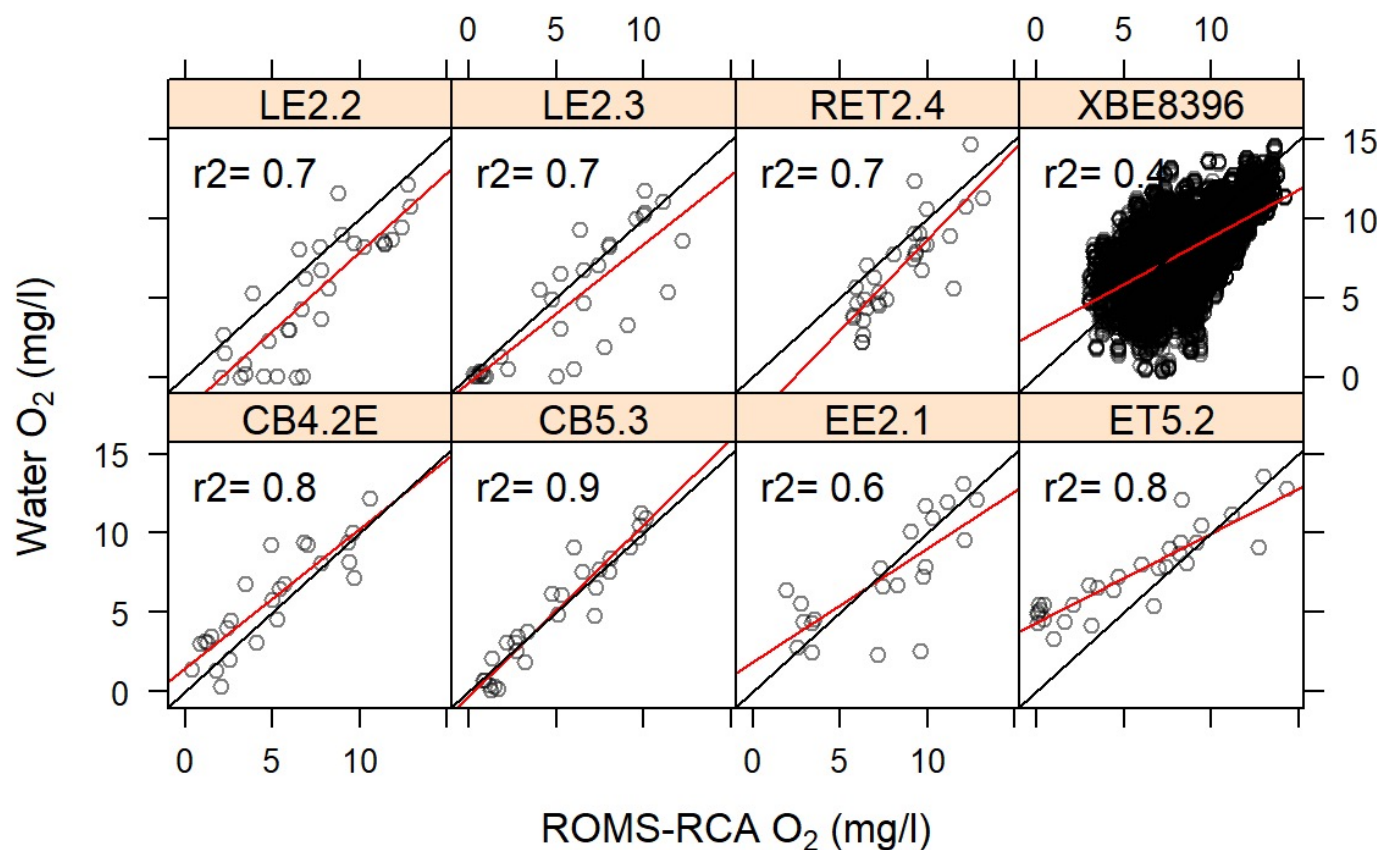 0 5 10 0 5 10
LE2.2 LE2.3 RET2.4 XBE8396
r2= 0.7 r2= 0.7 r2= 0.7 r2= 0.4
15
10
5
0
CB4.2E CB5.3 EE2.1 ET5.2
r2= 0.8 r2= 0.9 r2= 0.6 r2= 0.8
15
10
5
0
0 5 10 0 5 10
Water O₂ (mg/l)
ROMS-RCA O₂ (mg/l)